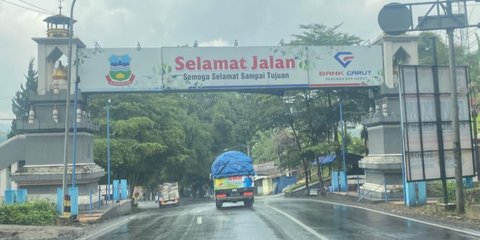 Selamat Jalan
Semoga Selamat Sampai Tujuan
BANK GARUT